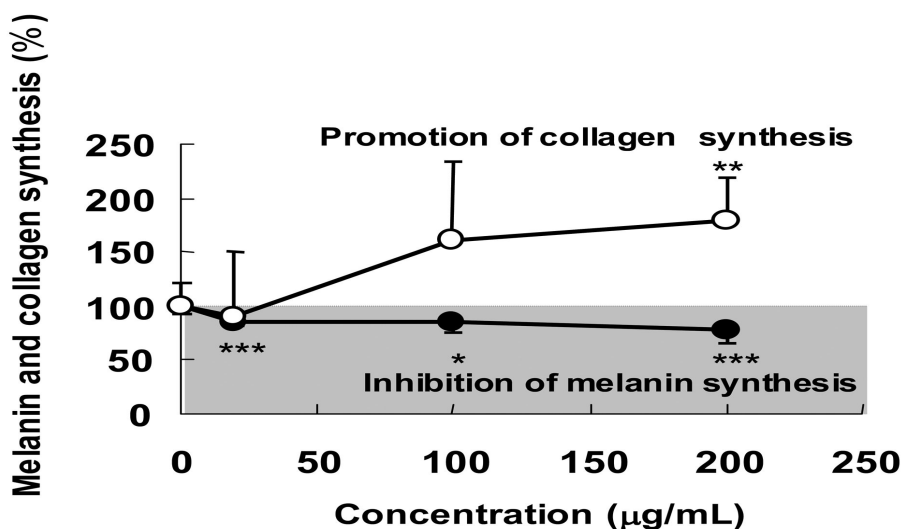 Melanin and collagen synthesis (%)
250
200
150
100
50
0
Promotion of collagen synthesis
**
***
*
***
Inhibition of melanin synthesis
0 50 100 150 200 250
Concentration (μg/mL)